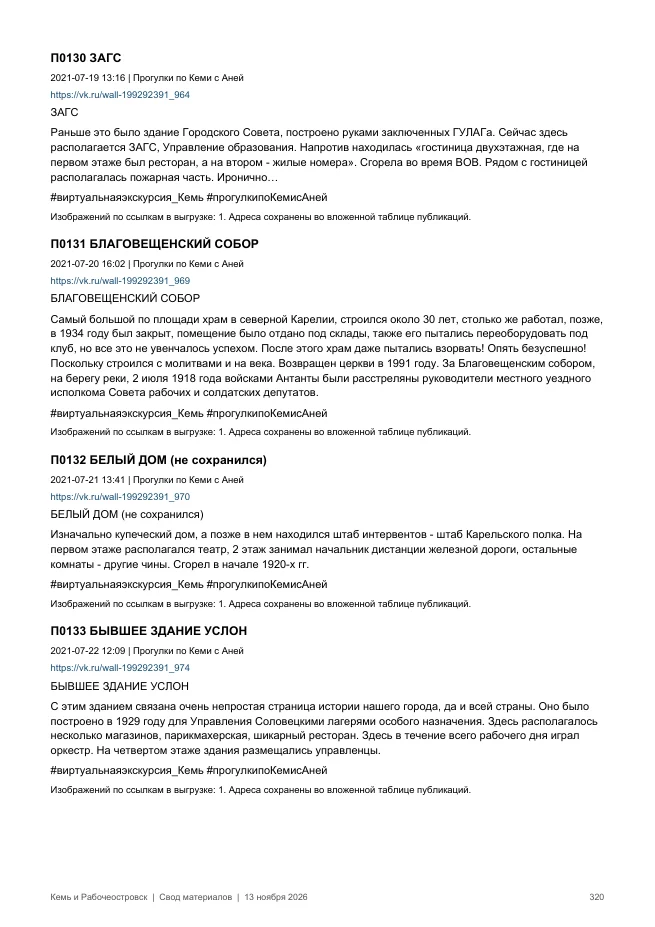 П0130 ЗАГС
2021-07-19 13:16 | Прогулки по Кеми с Аней
https://vk.ru/wall-199292391_964
ЗАГС
Раньше это было здание Городского Совета, построено руками заключенных ГУЛАГа. Сейчас здесь
располагается ЗАГС, Управление образования. Напротив находилась «гостиница двухэтажная, где на
первом этаже был ресторан, а на втором - жилые номера». Сгорела во время ВОВ. Рядом с гостиницей
располагалась пожарная часть. Иронично…
#виртуальнаяэкскурсия_Кемь #прогулкипоКемисАней
Изображений по ссылкам в выгрузке: 1. Адреса сохранены во вложенной таблице публикаций.
П0131 БЛАГОВЕЩЕНСКИЙ СОБОР
2021-07-20 16:02 | Прогулки по Кеми с Аней
https://vk.ru/wall-199292391_969
БЛАГОВЕЩЕНСКИЙ СОБОР
Самый большой по площади храм в северной Карелии, строился около 30 лет, столько же работал, позже,
в 1934 году был закрыт, помещение было отдано под склады, также его пытались переоборудовать под
клуб, но все это не увенчалось успехом. После этого храм даже пытались взорвать! Опять безуспешно!
Поскольку строился с молитвами и на века. Возвращен церкви в 1991 году. За Благовещенским собором,
на берегу реки, 2 июля 1918 года войсками Антанты были расстреляны руководители местного уездного
исполкома Совета рабочих и солдатских депутатов.
#виртуальнаяэкскурсия_Кемь #прогулкипоКемисАней
Изображений по ссылкам в выгрузке: 1. Адреса сохранены во вложенной таблице публикаций.
П0132 БЕЛЫЙ ДОМ (не сохранился)
2021-07-21 13:41 | Прогулки по Кеми с Аней
https://vk.ru/wall-199292391_970
БЕЛЫЙ ДОМ (не сохранился)
Изначально купеческий дом, а позже в нем находился штаб интервентов - штаб Карельского полка. На
первом этаже располагался театр, 2 этаж занимал начальник дистанции железной дороги, остальные
комнаты - другие чины. Сгорел в начале 1920-х гг.
#виртуальнаяэкскурсия_Кемь #прогулкипоКемисАней
Изображений по ссылкам в выгрузке: 1. Адреса сохранены во вложенной таблице публикаций.
П0133 БЫВШЕЕ ЗДАНИЕ УСЛОН
2021-07-22 12:09 | Прогулки по Кеми с Аней
https://vk.ru/wall-199292391_974
БЫВШЕЕ ЗДАНИЕ УСЛОН
С этим зданием связана очень непростая страница истории нашего города, да и всей страны. Оно было
построено в 1929 году для Управления Соловецкими лагерями особого назначения. Здесь располагалось
несколько магазинов, парикмахерская, шикарный ресторан. Здесь в течение всего рабочего дня играл
оркестр. На четвертом этаже здания размещались управленцы.
#виртуальнаяэкскурсия_Кемь #прогулкипоКемисАней
Изображений по ссылкам в выгрузке: 1. Адреса сохранены во вложенной таблице публикаций.
Кемь и Рабочеостровск | Свод материалов | 13 ноября 2026
320